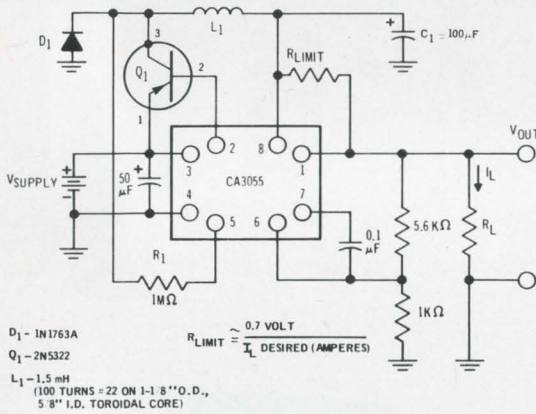 D1
3
L1
C1 = 100µF
+
Q1
2
RLIMIT
1
VOUT
VSUPPLY
+
-
50
µF
+
3
2
8
1
CA3055
4
5
6
7
IL
0.1
µF
5.6KΩ
RL
R1
1MΩ
1KΩ
D1 - 1N1763A
Q1 - 2N5322
L1 - 1.5 mH
(100 TURNS = 22 ON 1-1/8"O.D.,
5/8" I.D. TOROIDAL CORE)
RLIMIT ≃ 0.7 VOLT
IL DESIRED (AMPERES)